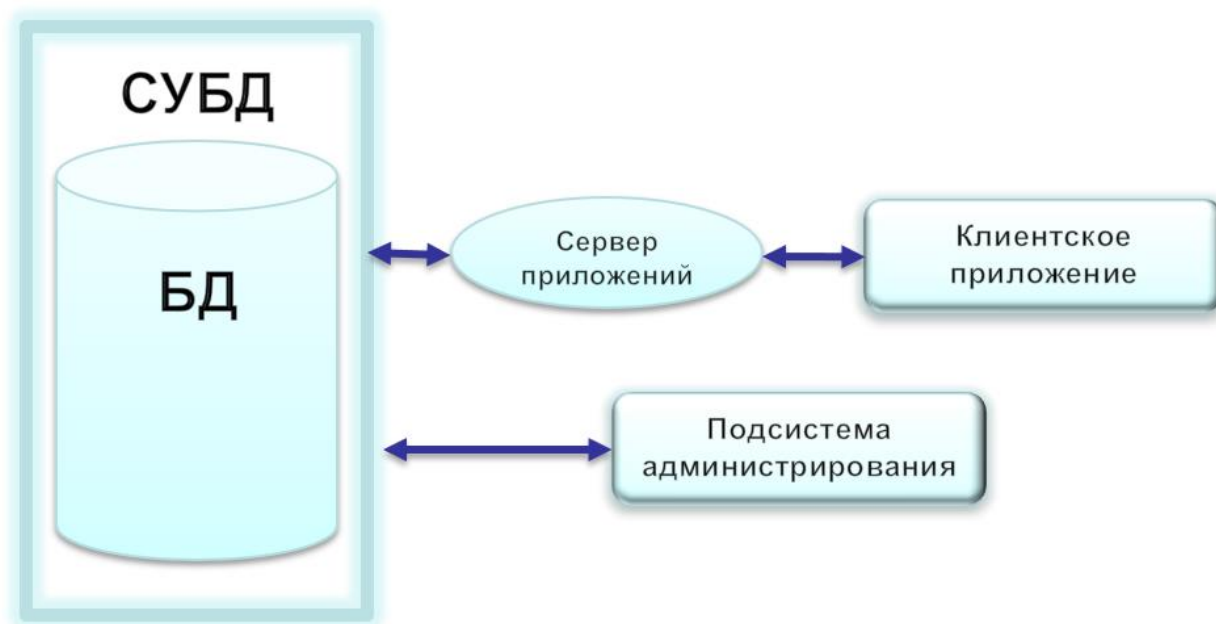 СУБД
БД
Сервер
приложений
Клиентское
приложение
Подсистема
администрирования